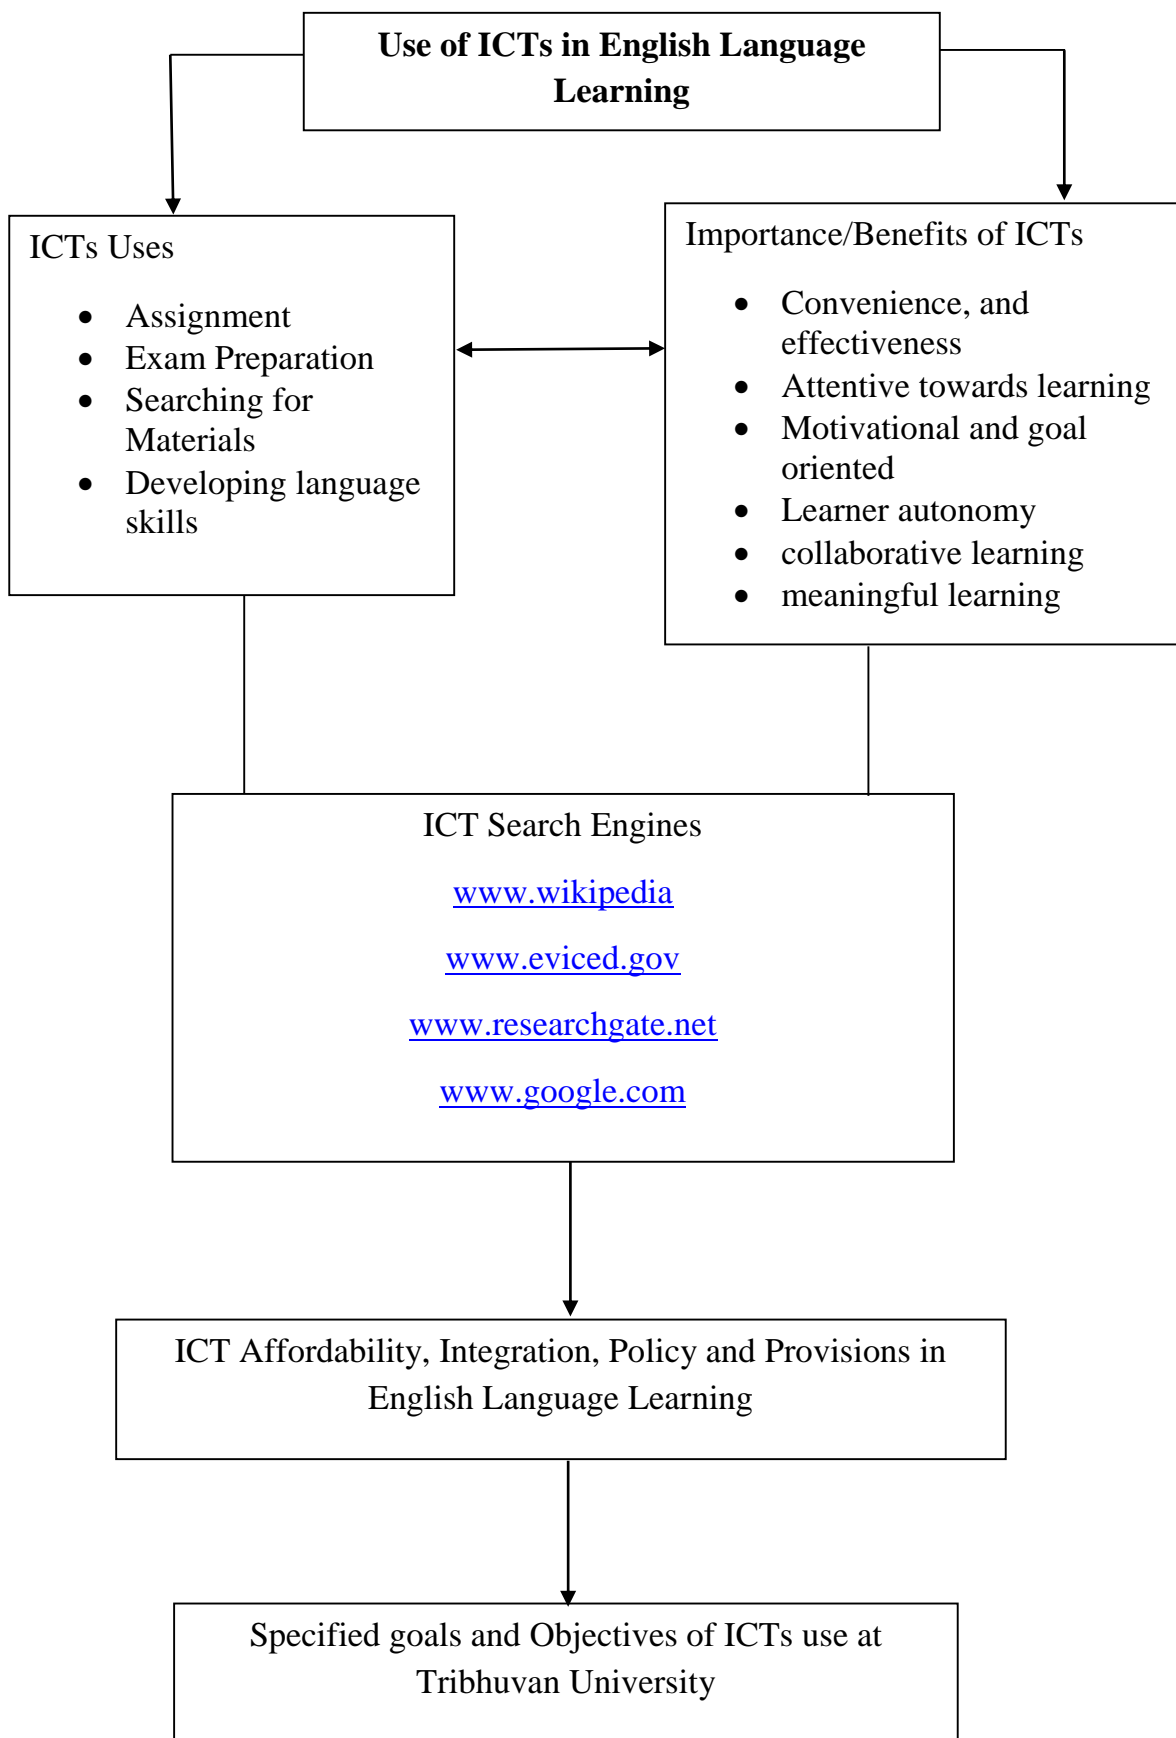 Use of ICTs in English Language
Learning
ICTs Uses
• Assignment
• Exam Preparation
• Searching for
Materials
• Developing language
skills
Importance/Benefits of ICTs
• Convenience, and
effectiveness
• Attentive towards learning
• Motivational and goal
oriented
• Learner autonomy
• collaborative learning
• meaningful learning
ICT Search Engines
www.wikipedia
www.eviced.gov
www.researchgate.net
www.google.com
ICT Affordability, Integration, Policy and Provisions in
English Language Learning
Specified goals and Objectives of ICTs use at
Tribhuvan University